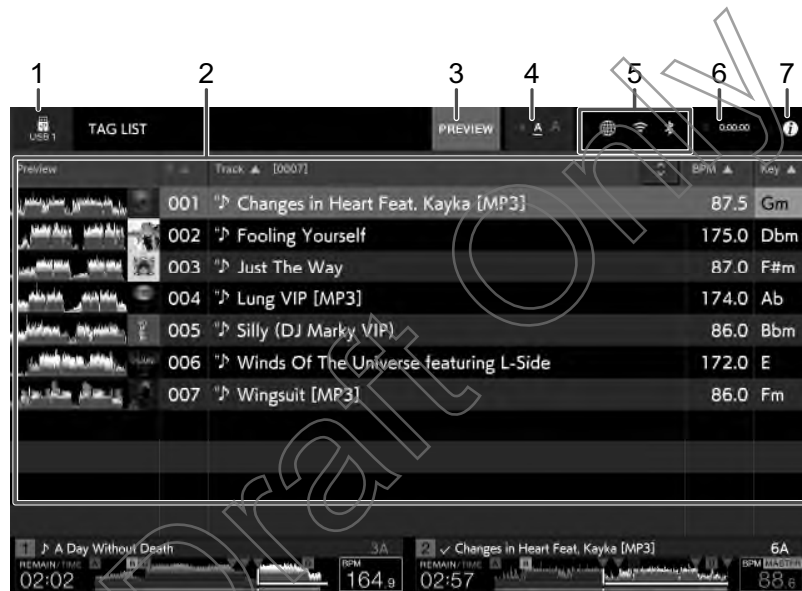 1 2 3 4 5 6 7
USB 1 TAG LIST PREVIEW A A 0:00:00 i
Preview Track ▲ [0007] BPM ▲ Key ▲
001 ♪ Changes in Heart Feat. Kayka [MP3] 87.5 Gm
002 ♪ Fooling Yourself 175.0 Dbm
003 ♪ Just The Way 87.0 F#m
004 ♪ Lung VIP [MP3] 174.0 Ab
005 ♪ Silly (DJ Marky VIP) 86.0 Bbm
006 ♪ Winds Of The Universe featuring L-Side 172.0 E
007 ♪ Wingsuit [MP3] 86.0 Fm
1 ♪ A Day Without Death 3A 2 ✓ Changes in Heart Feat. Kayka [MP3] 6A
REMAIN/TIME A B BPM REMAIN/TIME A B BPM MASTER
02:02 164.9 02:57 88.6
Draft Only